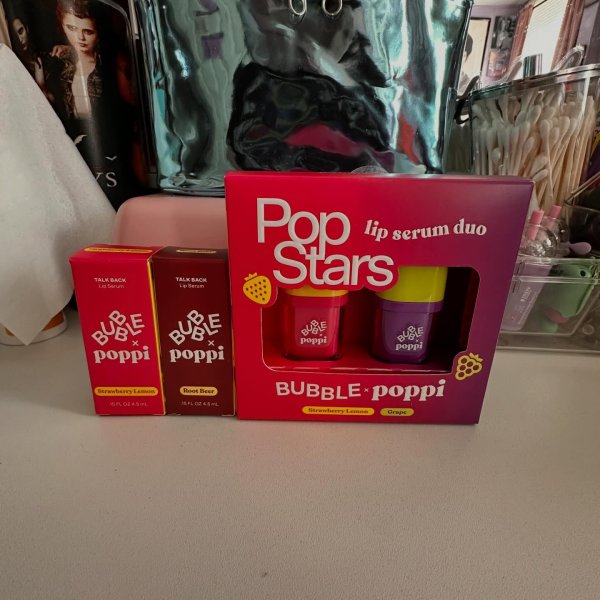 TALK BACK
Lip Serum
BUBBLE
×
poppi
Strawberry Lemon
.15 FL OZ 4.5 mL
TALK BACK
Lip Serum
BUBBLE
×
poppi
Root Beer
.15 FL OZ 4.5 mL
Pop
Stars
lip serum duo
BUBBLE
×
poppi
BUBBLE
×
poppi
BUBBLE × poppi
Strawberry Lemon
Grape